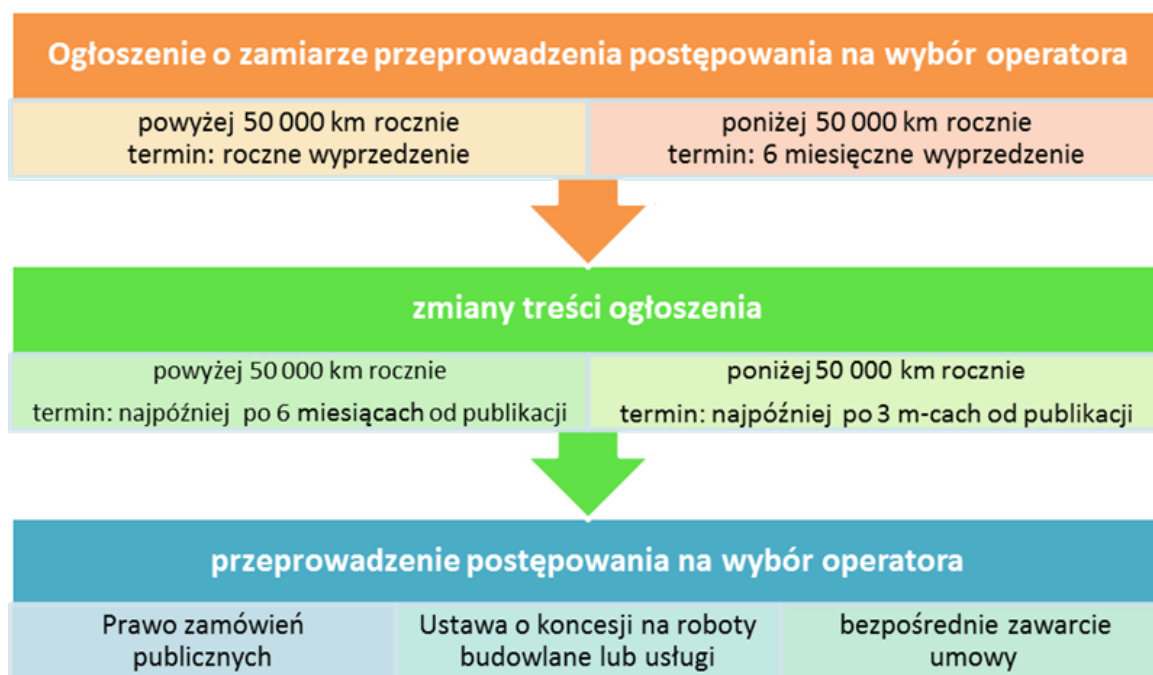 Ogłoszenie o zamiarze przeprowadzenia postępowania na wybór operatora
powyżej 50 000 km rocznie
termin: roczne wyprzedzenie
poniżej 50 000 km rocznie
termin: 6 miesięczne wyprzedzenie
zmiany treści ogłoszenia
powyżej 50 000 km rocznie
termin: najpóźniej po 6 miesiącach od publikacji
poniżej 50 000 km rocznie
termin: najpóźniej po 3 m-cach od publikacji
przeprowadzenie postępowania na wybór operatora
Prawo zamówień
publicznych
Ustawa o koncesji na roboty
budowlane lub usługi
bezpośrednie zawarcie
umowy